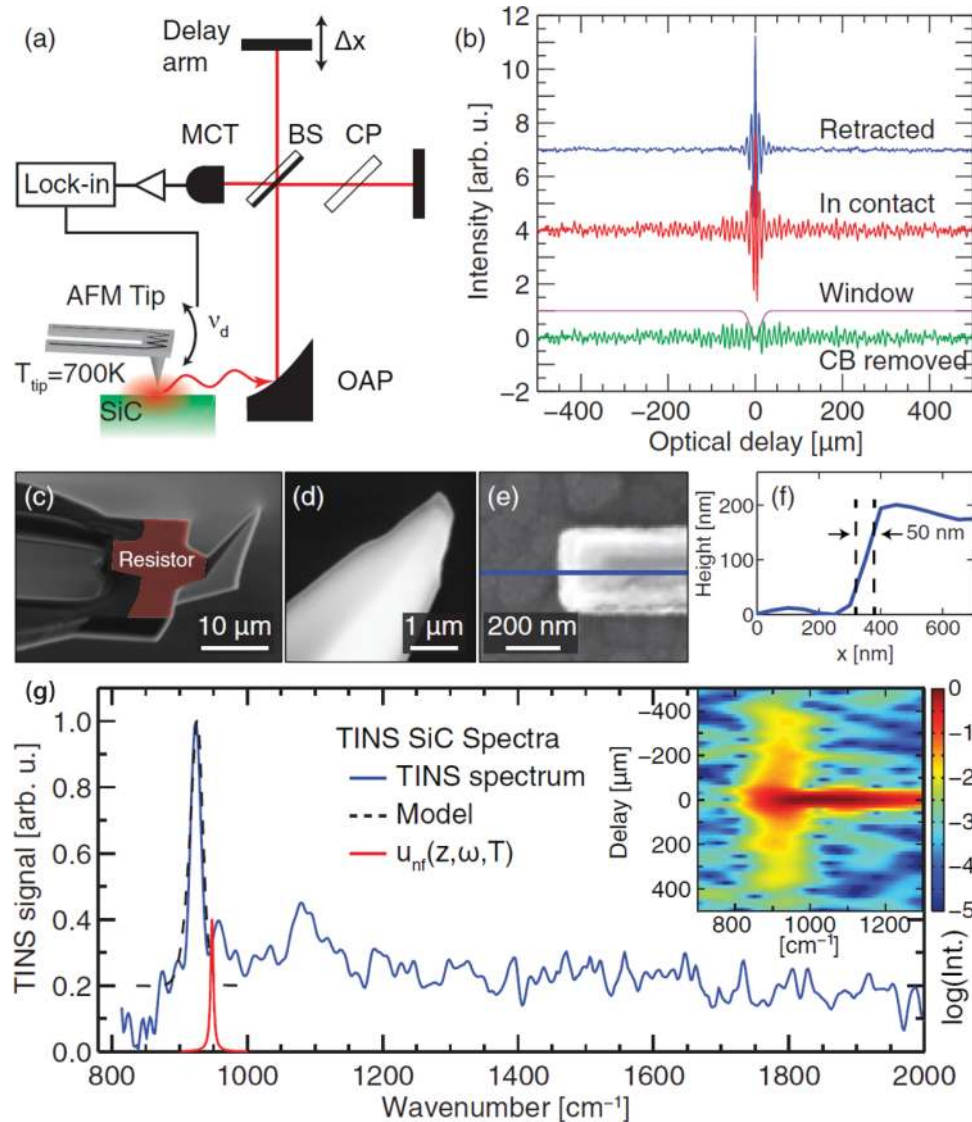 (a)
Delay
arm
Δx
MCT
BS
CP
Lock-in
AFM Tip
νd
Ttip=700K
SiC
OAP
(b)
Intensity [arb. u.]
12
10
8
6
4
2
0
−2
Retracted
In contact
Window
CB removed
−400
−200
0
200
400
Optical delay [μm]
(c)
Resistor
10 μm
(d)
1 μm
(e)
200 nm
(f)
Height [nm]
200
100
0
50 nm
0
200
400
600
x [nm]
(g)
TINS signal [arb. u.]
1.0
0.8
0.6
0.4
0.2
0.0
TINS SiC Spectra
TINS spectrum
Model
unf(z,ω,T)
800
1000
1200
1400
1600
1800
2000
Wavenumber [cm⁻¹]
Delay [μm]
-400
-200
0
200
400
800
1000
1200
[cm⁻¹]
0
−1
−2
−3
−4
−5
log(Int.)